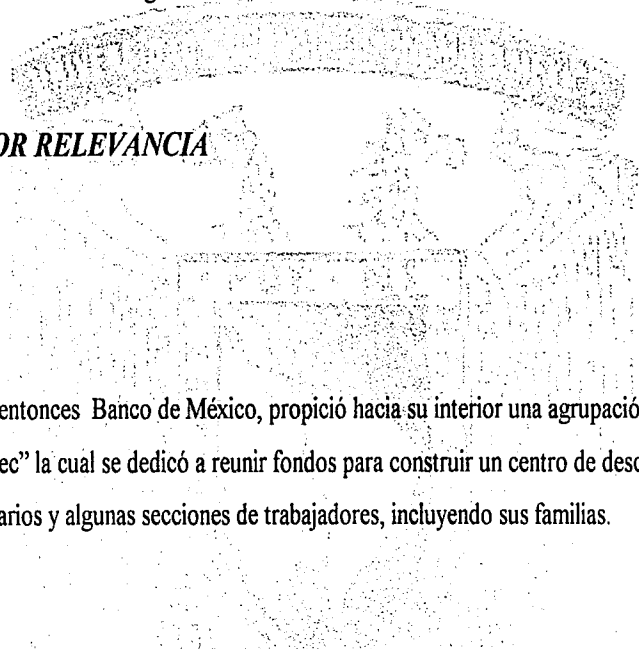 OR RELEVANCIA
entonces Banco de México, propició hacia su interior una agrupació
ec” la cual se dedicó a reunir fondos para construir un centro de desc
arios y algunas secciones de trabajadores, incluyendo sus familias.